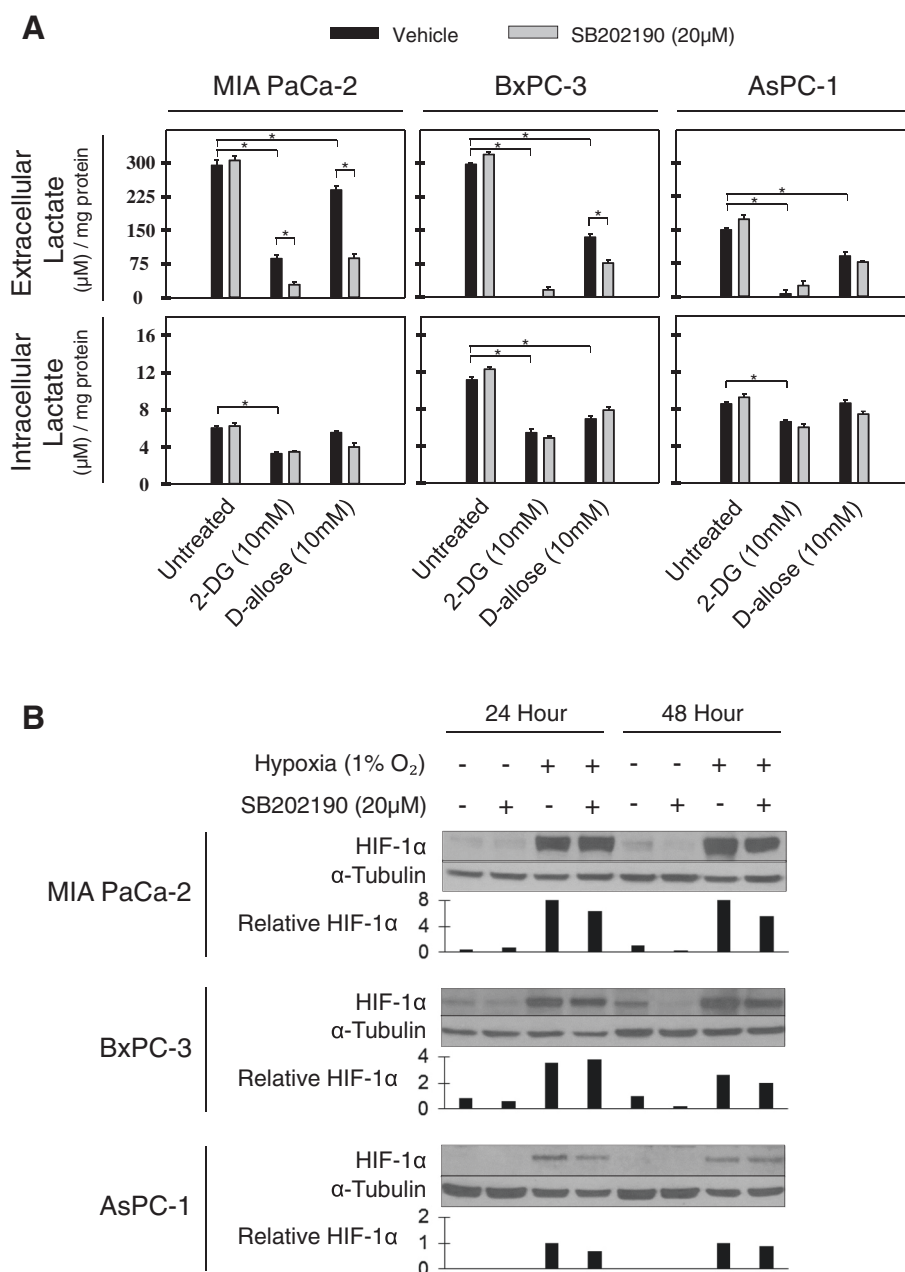 A
Vehicle SB202190 (20µM)
MIA PaCa-2 BxPC-3 AsPC-1
Extracellular
Lactate
(µM) / mg protein
300
225
150
75
0
* * * *
* * *
* *
Intracellular
Lactate
(µM) / mg protein
16
12
8
4
0
*
* *
*
Untreated
2-DG (10mM)
D-allose (10mM)
Untreated
2-DG (10mM)
D-allose (10mM)
Untreated
2-DG (10mM)
D-allose (10mM)
B
24 Hour 48 Hour
Hypoxia (1% O₂) - - + + - - + +
SB202190 (20µM) - + - + - + - +
MIA PaCa-2
HIF-1α
α-Tubulin
Relative HIF-1α
8
4
0
BxPC-3
HIF-1α
α-Tubulin
Relative HIF-1α
4
2
0
AsPC-1
HIF-1α
α-Tubulin
Relative HIF-1α
2
1
0